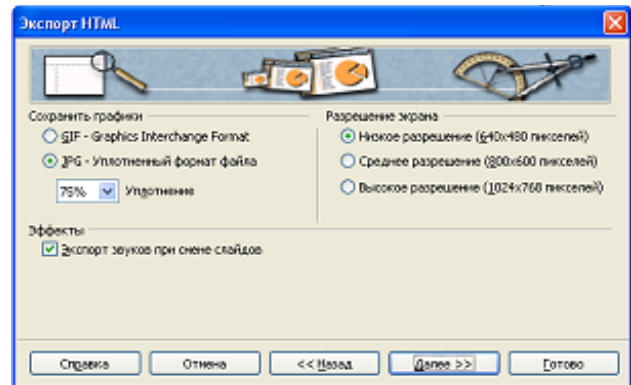 Экспорт HTML
Сохранить графики
GIF - Graphics Interchange Format
JPG - Уплотненный формат файла
75% Уплотнение
Разрешение экрана
Низкое разрешение (640x480 пикселей)
Среднее разрешение (800x600 пикселей)
Высокое разрешение (1024x768 пикселей)
Эффекты
Экспорт звуков при смене слайдов
Справка Отмена << Назад Далее >> Готово